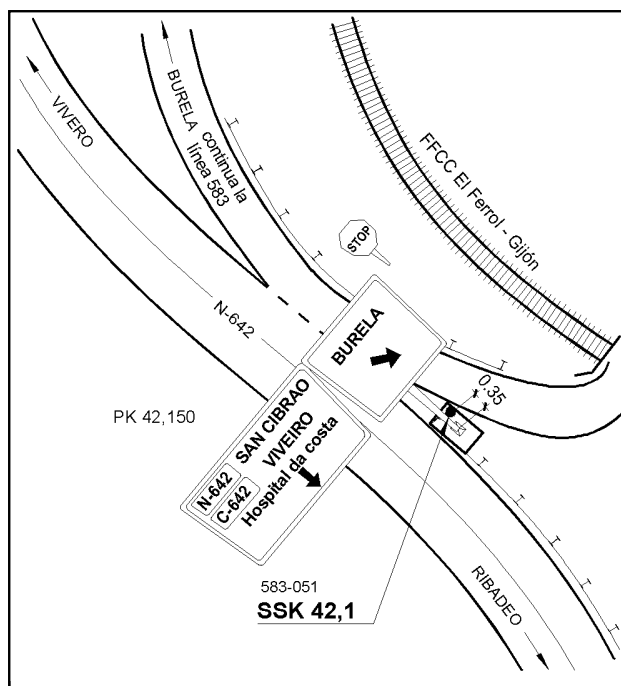 VIVERO
BURELA
continua la
línea 583
FFCC El Ferrol - Gijón
STOP
N-642
BURELA
0.35
PK 42,150
N-642
SAN CIBRAO
C-642
VIVEIRO
Hospital da costa
583-051
SSK 42,1
RIBADEO